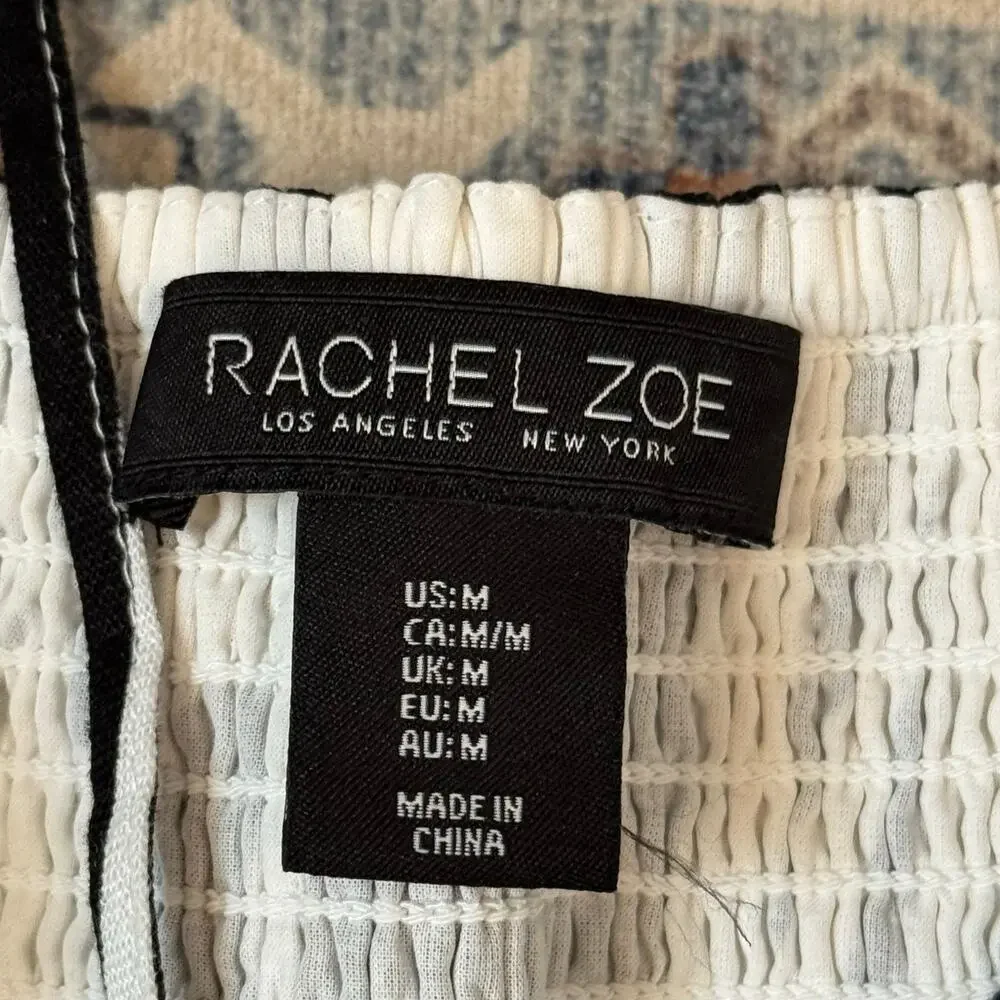 RACHEL ZOE
LOS ANGELES NEW YORK
US:M
CA:M/M
UK:M
EU:M
AU:M
MADE IN
CHINA